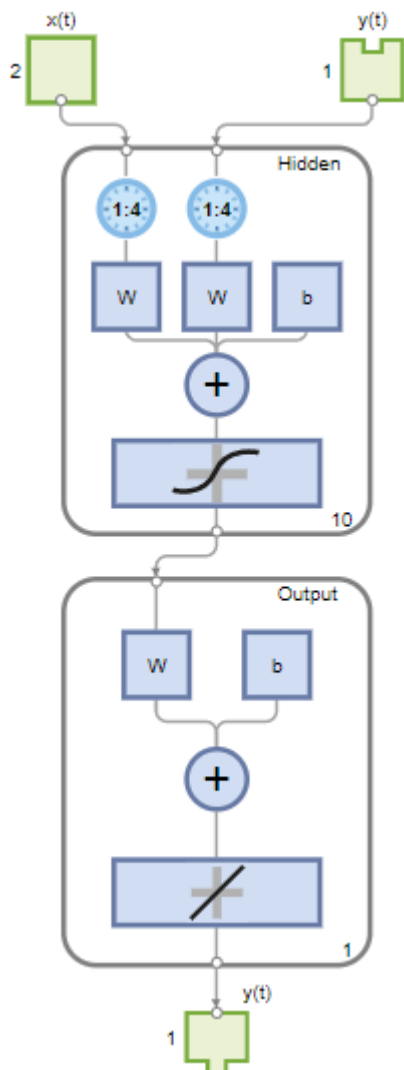 x(t) y(t)
2 1
Hidden
1:4 1:4
W W b
+
10
Output
W b
+
1
y(t)
1